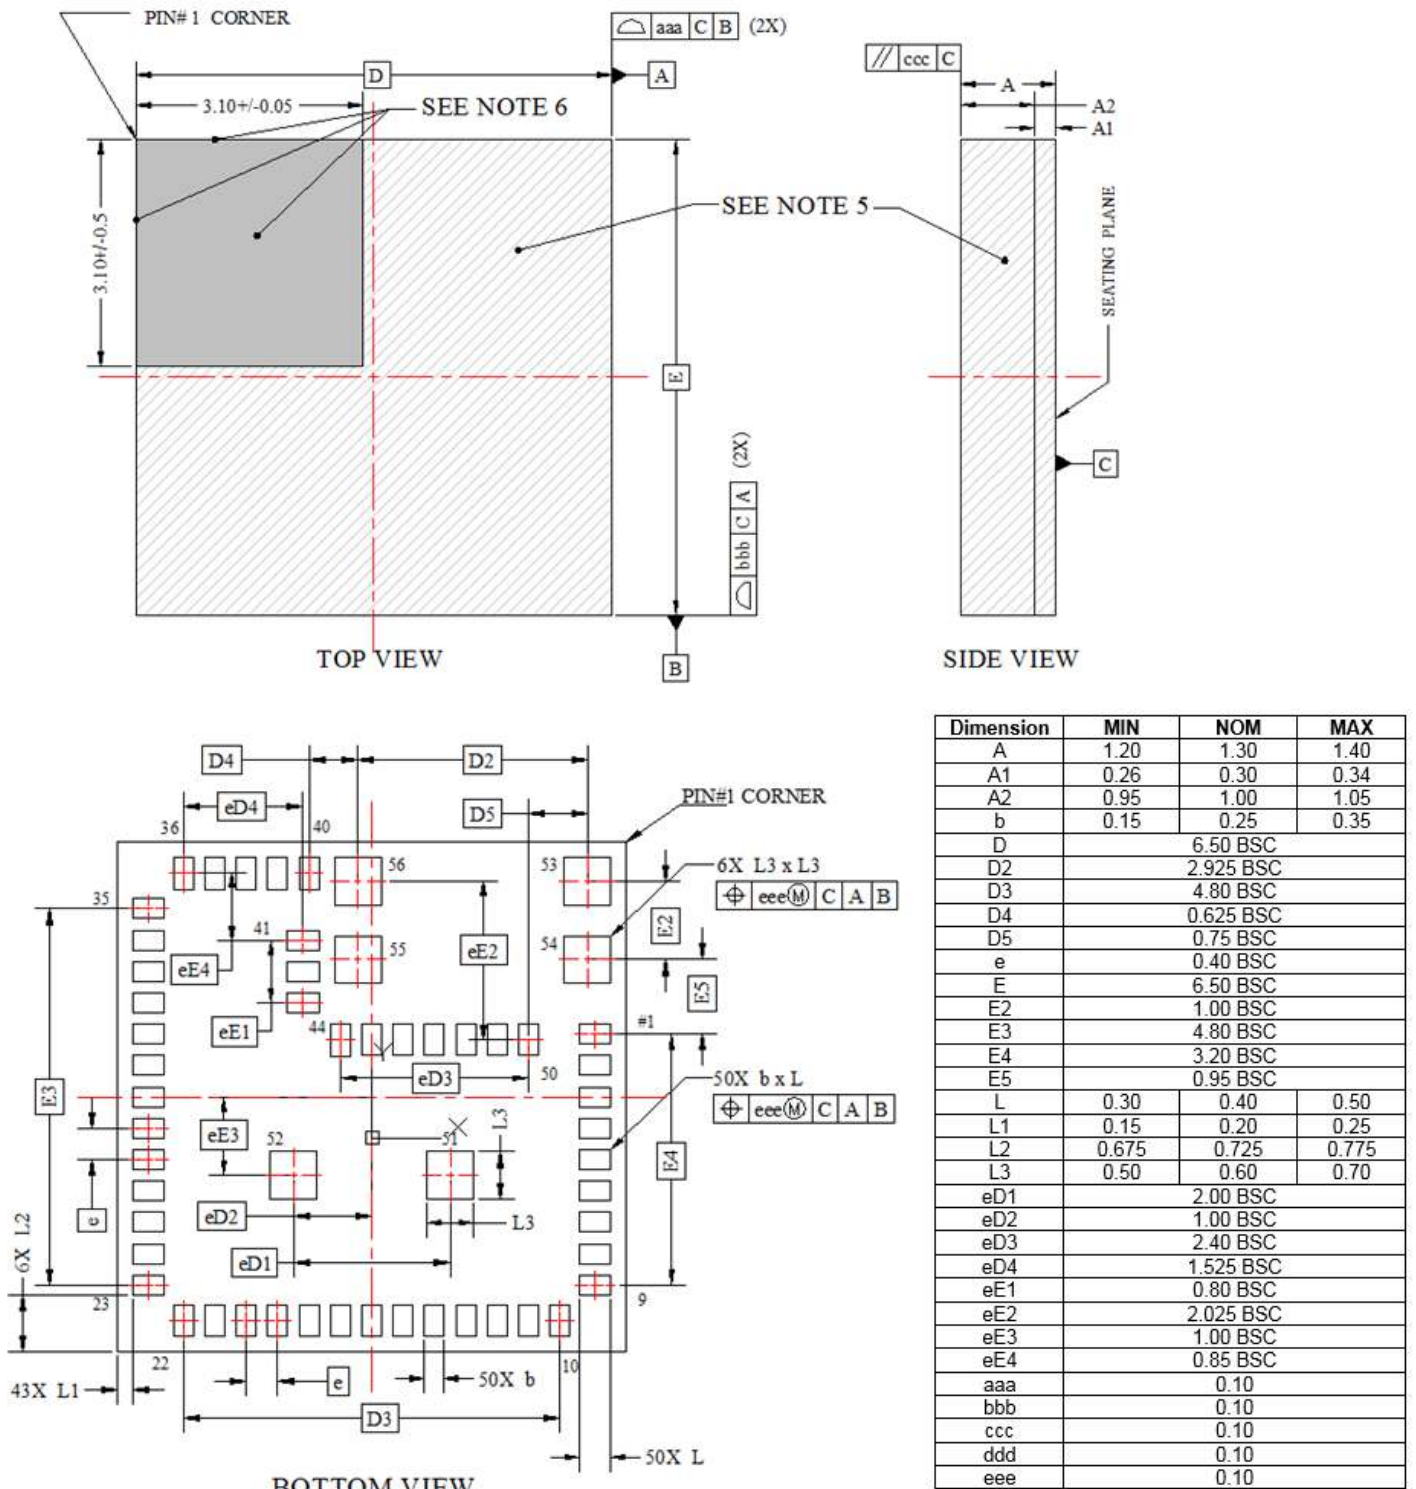 PIN# 1 CORNER
aaa C B (2X)
D
A
3.10+/-0.05
SEE NOTE 6
3.10+/-0.5
SEE NOTE 5
E
bbb C A (2X)
B
TOP VIEW
// ccc C
A
A2
A1
SEATING PLANE
C
SIDE VIEW
D4
D2
eD4
D5
PIN#1 CORNER
36
40
56
53
6X L3 x L3
eee Ⓜ C A B
35
41
55
54
E2
eE2
eE4
E5
eE1
44
#1
50
eD3
50X b x L
eee Ⓜ C A B
E3
Y
X
eE3
52
51
L3
E4
e
eD2
L3
eD1
6X L2
23
9
22
10
43X L1
e
50X b
D3
50X L
BOTTOM VIEW
Dimension MIN NOM MAX
A 1.20 1.30 1.40
A1 0.26 0.30 0.34
A2 0.95 1.00 1.05
b 0.15 0.25 0.35
D 6.50 BSC
D2 2.925 BSC
D3 4.80 BSC
D4 0.625 BSC
D5 0.75 BSC
e 0.40 BSC
E 6.50 BSC
E2 1.00 BSC
E3 4.80 BSC
E4 3.20 BSC
E5 0.95 BSC
L 0.30 0.40 0.50
L1 0.15 0.20 0.25
L2 0.675 0.725 0.775
L3 0.50 0.60 0.70
eD1 2.00 BSC
eD2 1.00 BSC
eD3 2.40 BSC
eD4 1.525 BSC
eE1 0.80 BSC
eE2 2.025 BSC
eE3 1.00 BSC
eE4 0.85 BSC
aaa 0.10
bbb 0.10
ccc 0.10
ddd 0.10
eee 0.10